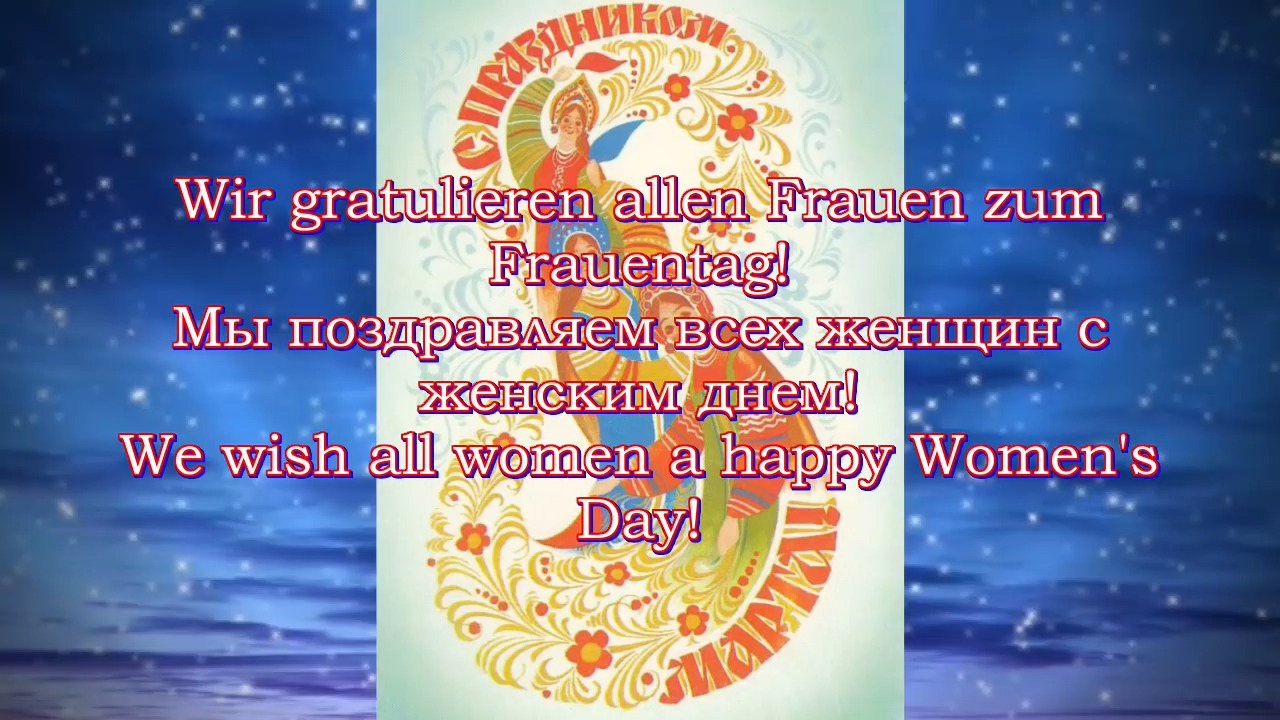 С ПРАЗДНИКОМ
Wir gratulieren allen Frauen zum
Frauentag!
Мы поздравляем всех женщин с
женским днем!
We wish all women a happy Women's
Day!
МАРТА!